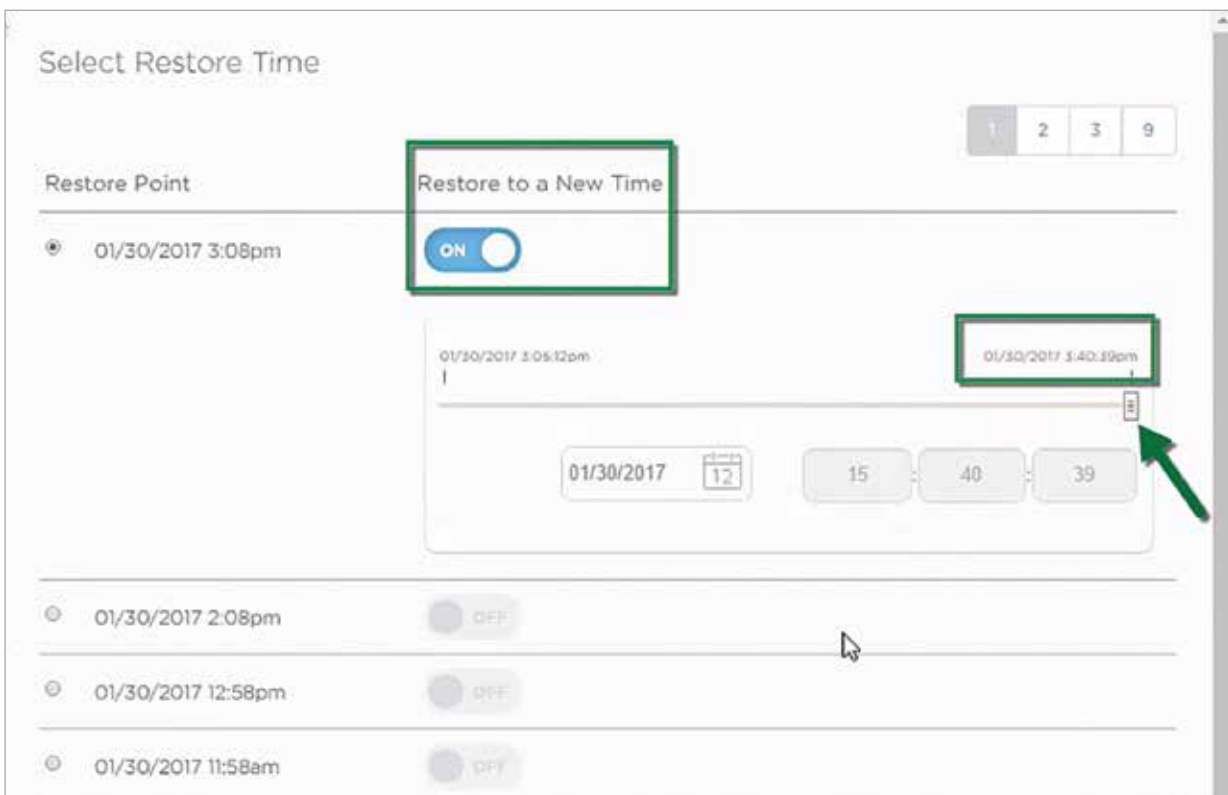 Select Restore Time
1 2 3 9
Restore Point Restore to a New Time
01/30/2017 3:08pm ON
01/30/2017 3:06:12pm 01/30/2017 3:40:39pm
01/30/2017 12 15 : 40 : 39
01/30/2017 2:08pm OFF
01/30/2017 12:58pm OFF
01/30/2017 11:58am OFF